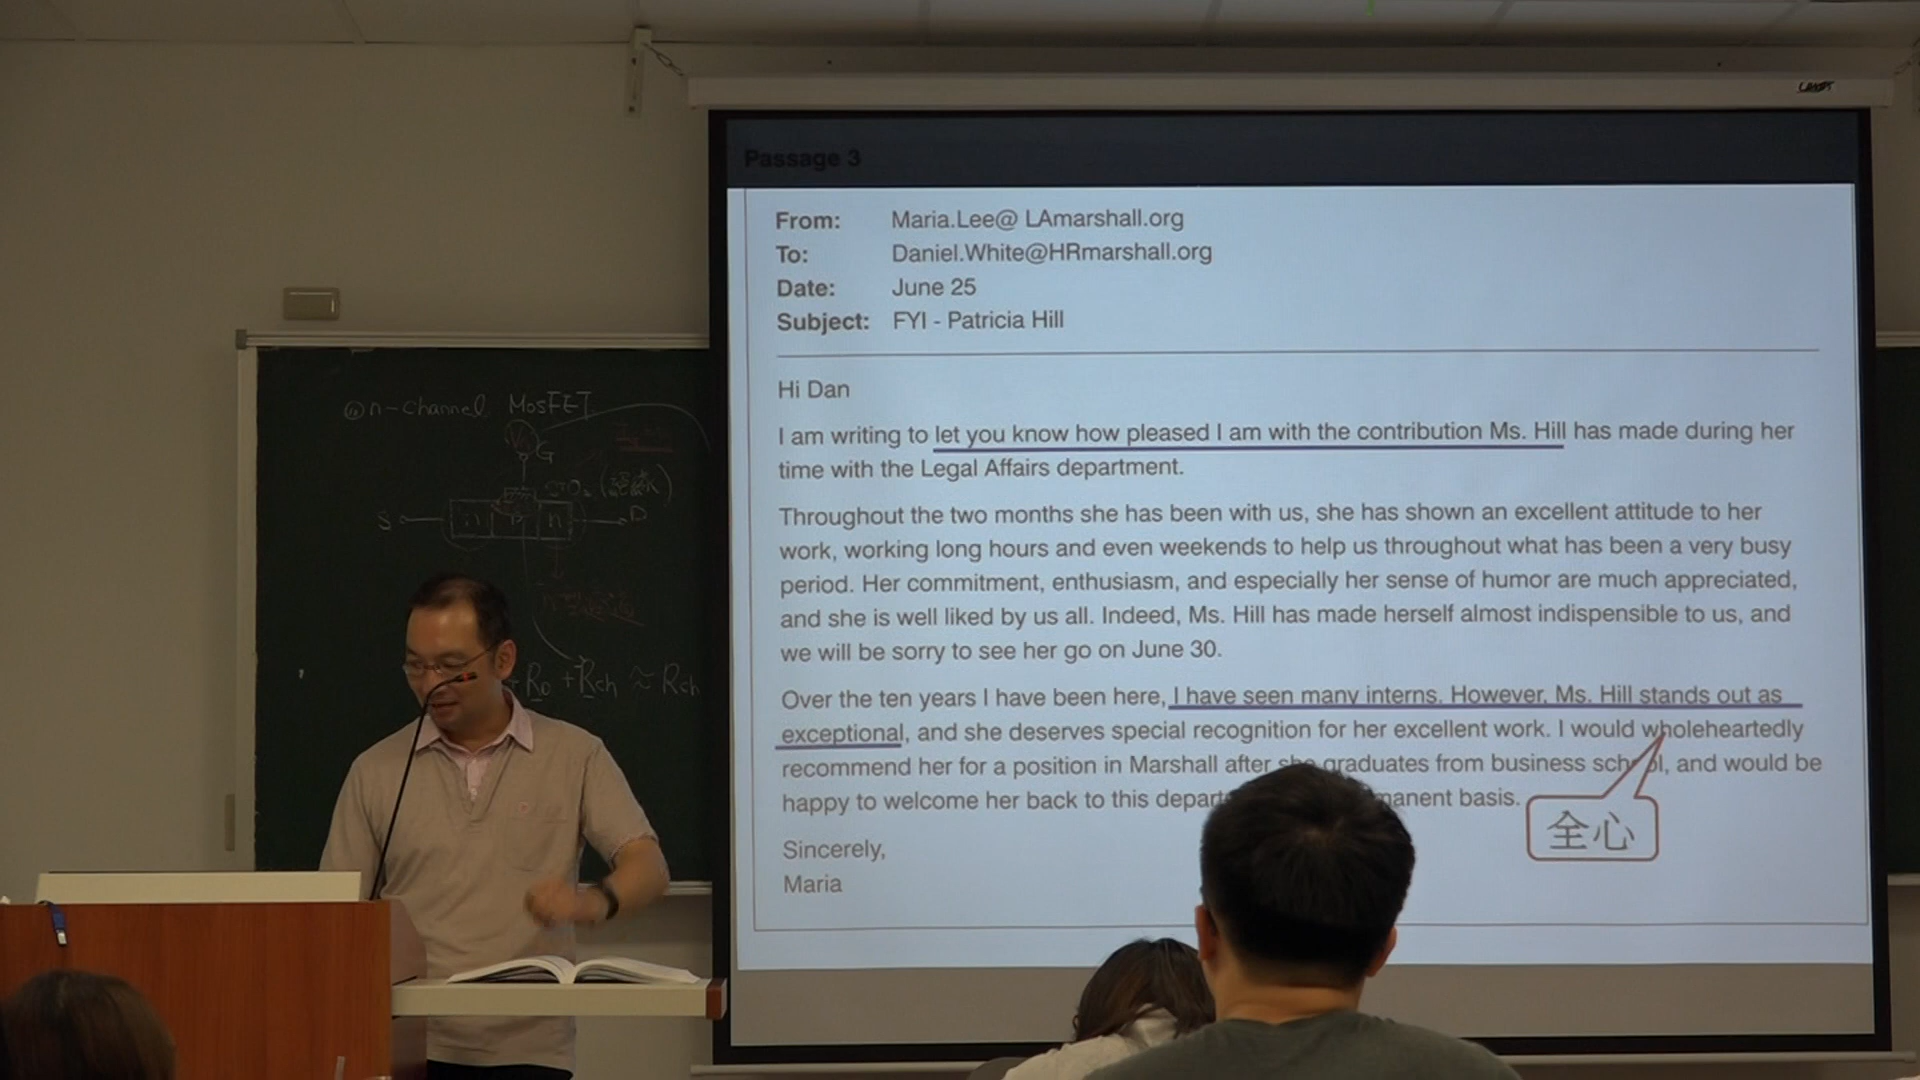 Passage 3
From: Maria.Lee@ LAmarshall.org
To: Daniel.White@HRmarshall.org
Date: June 25
Subject: FYI - Patricia Hill
Hi Dan
I am writing to let you know how pleased I am with the contribution Ms. Hill has made during her
time with the Legal Affairs department.
Throughout the two months she has been with us, she has shown an excellent attitude to her
work, working long hours and even weekends to help us throughout what has been a very busy
period. Her commitment, enthusiasm, and especially her sense of humor are much appreciated,
and she is well liked by us all. Indeed, Ms. Hill has made herself almost indispensible to us, and
we will be sorry to see her go on June 30.
Over the ten years I have been here, I have seen many interns. However, Ms. Hill stands out as
exceptional, and she deserves special recognition for her excellent work. I would wholeheartedly
recommend her for a position in Marshall after she graduates from business school, and would be
happy to welcome her back to this basis.
全心
Sincerely,
Maria
n-channel MosFET
G
S
n
D
+ Ro + Rch ≈ Rch